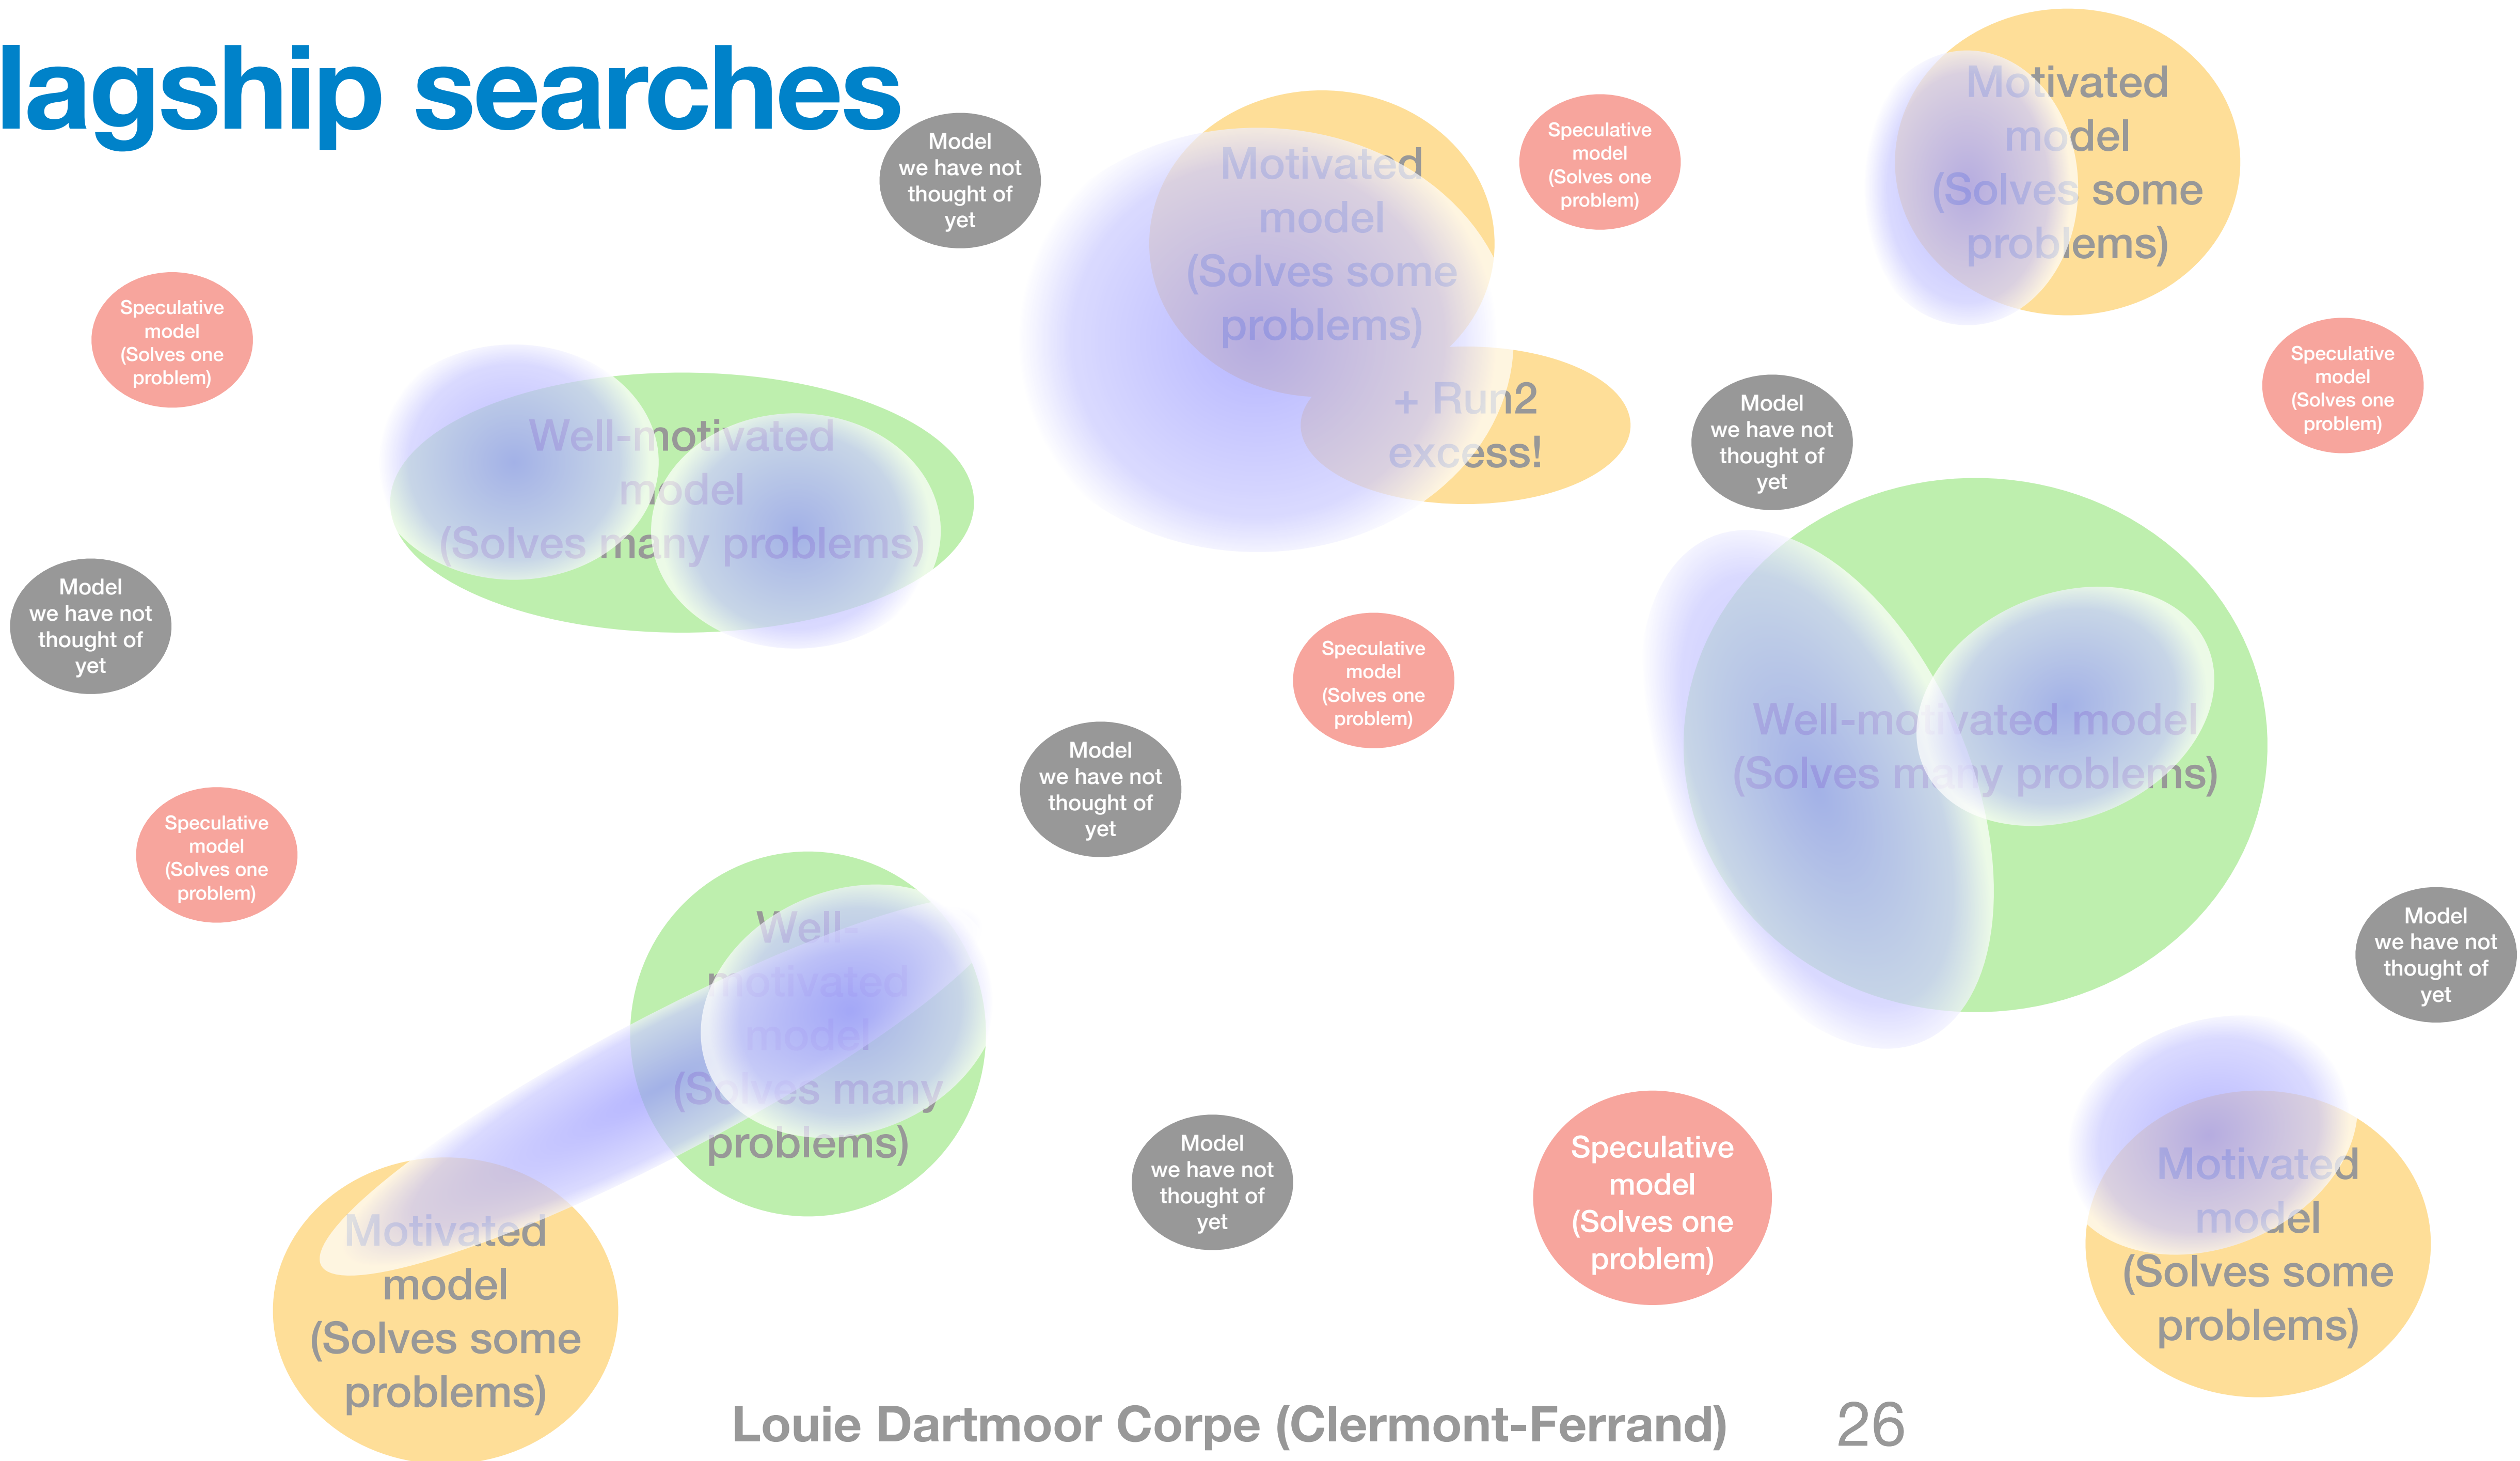 lagship searches
Model
we have not
thought of
yet
Motivated
model
(Solves some
problems)
+ Run2
excess!
Speculative
model
(Solves one
problem)
Motivated
model
(Solves some
problems)
Speculative
model
(Solves one
problem)
Well-motivated
model
(Solves many problems)
Model
we have not
thought of
yet
Speculative
model
(Solves one
problem)
Model
we have not
thought of
yet
Speculative
model
(Solves one
problem)
Well-motivated model
(Solves many problems)
Model
we have not
thought of
yet
Speculative
model
(Solves one
problem)
Well-
motivated
model
(Solves many
problems)
Model
we have not
thought of
yet
Motivated
model
(Solves some
problems)
Model
we have not
thought of
yet
Speculative
model
(Solves one
problem)
Motivated
model
(Solves some
problems)
Louie Dartmoor Corpe (Clermont-Ferrand)
26